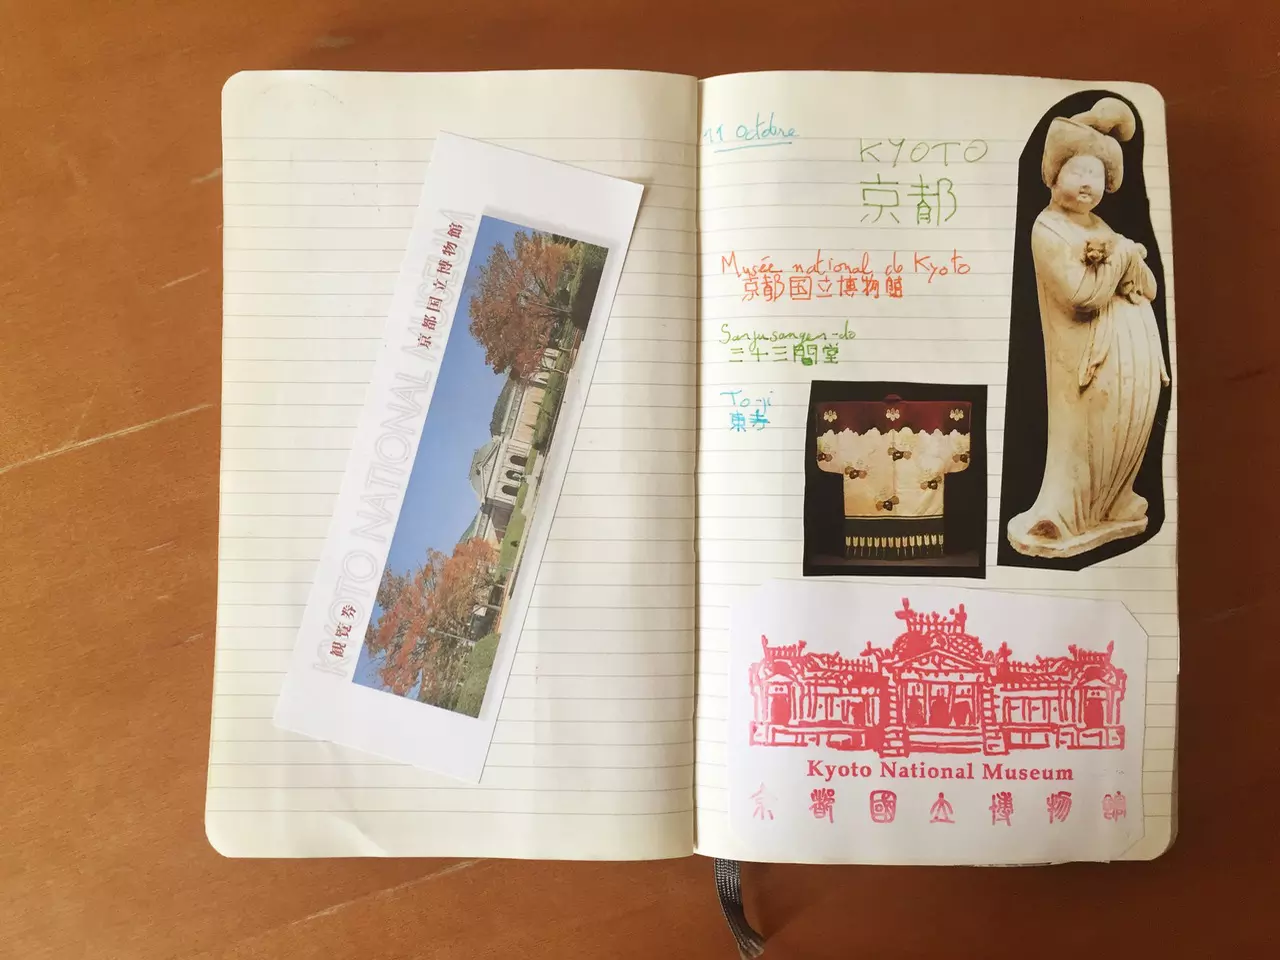 京都国立博物館
KYOTO NATIONAL MUSEUM
観覧券
11 Octobre
KYOTO
京都
Musée national de Kyoto
京都国立博物館
Sanjusangen-do
三十三間堂
To-ji
東寺
Kyoto National Museum
京都國立博物館